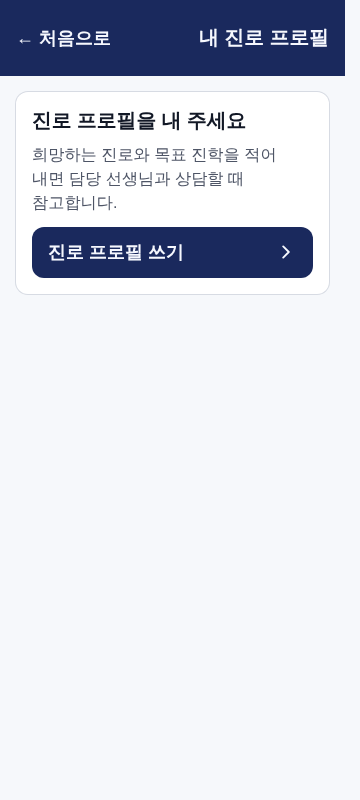 ← 처음으로
내 진로 프로필
진로 프로필을 내 주세요
희망하는 진로와 목표 진학을 적어
내면 담당 선생님과 상담할 때
참고합니다.
진로 프로필 쓰기